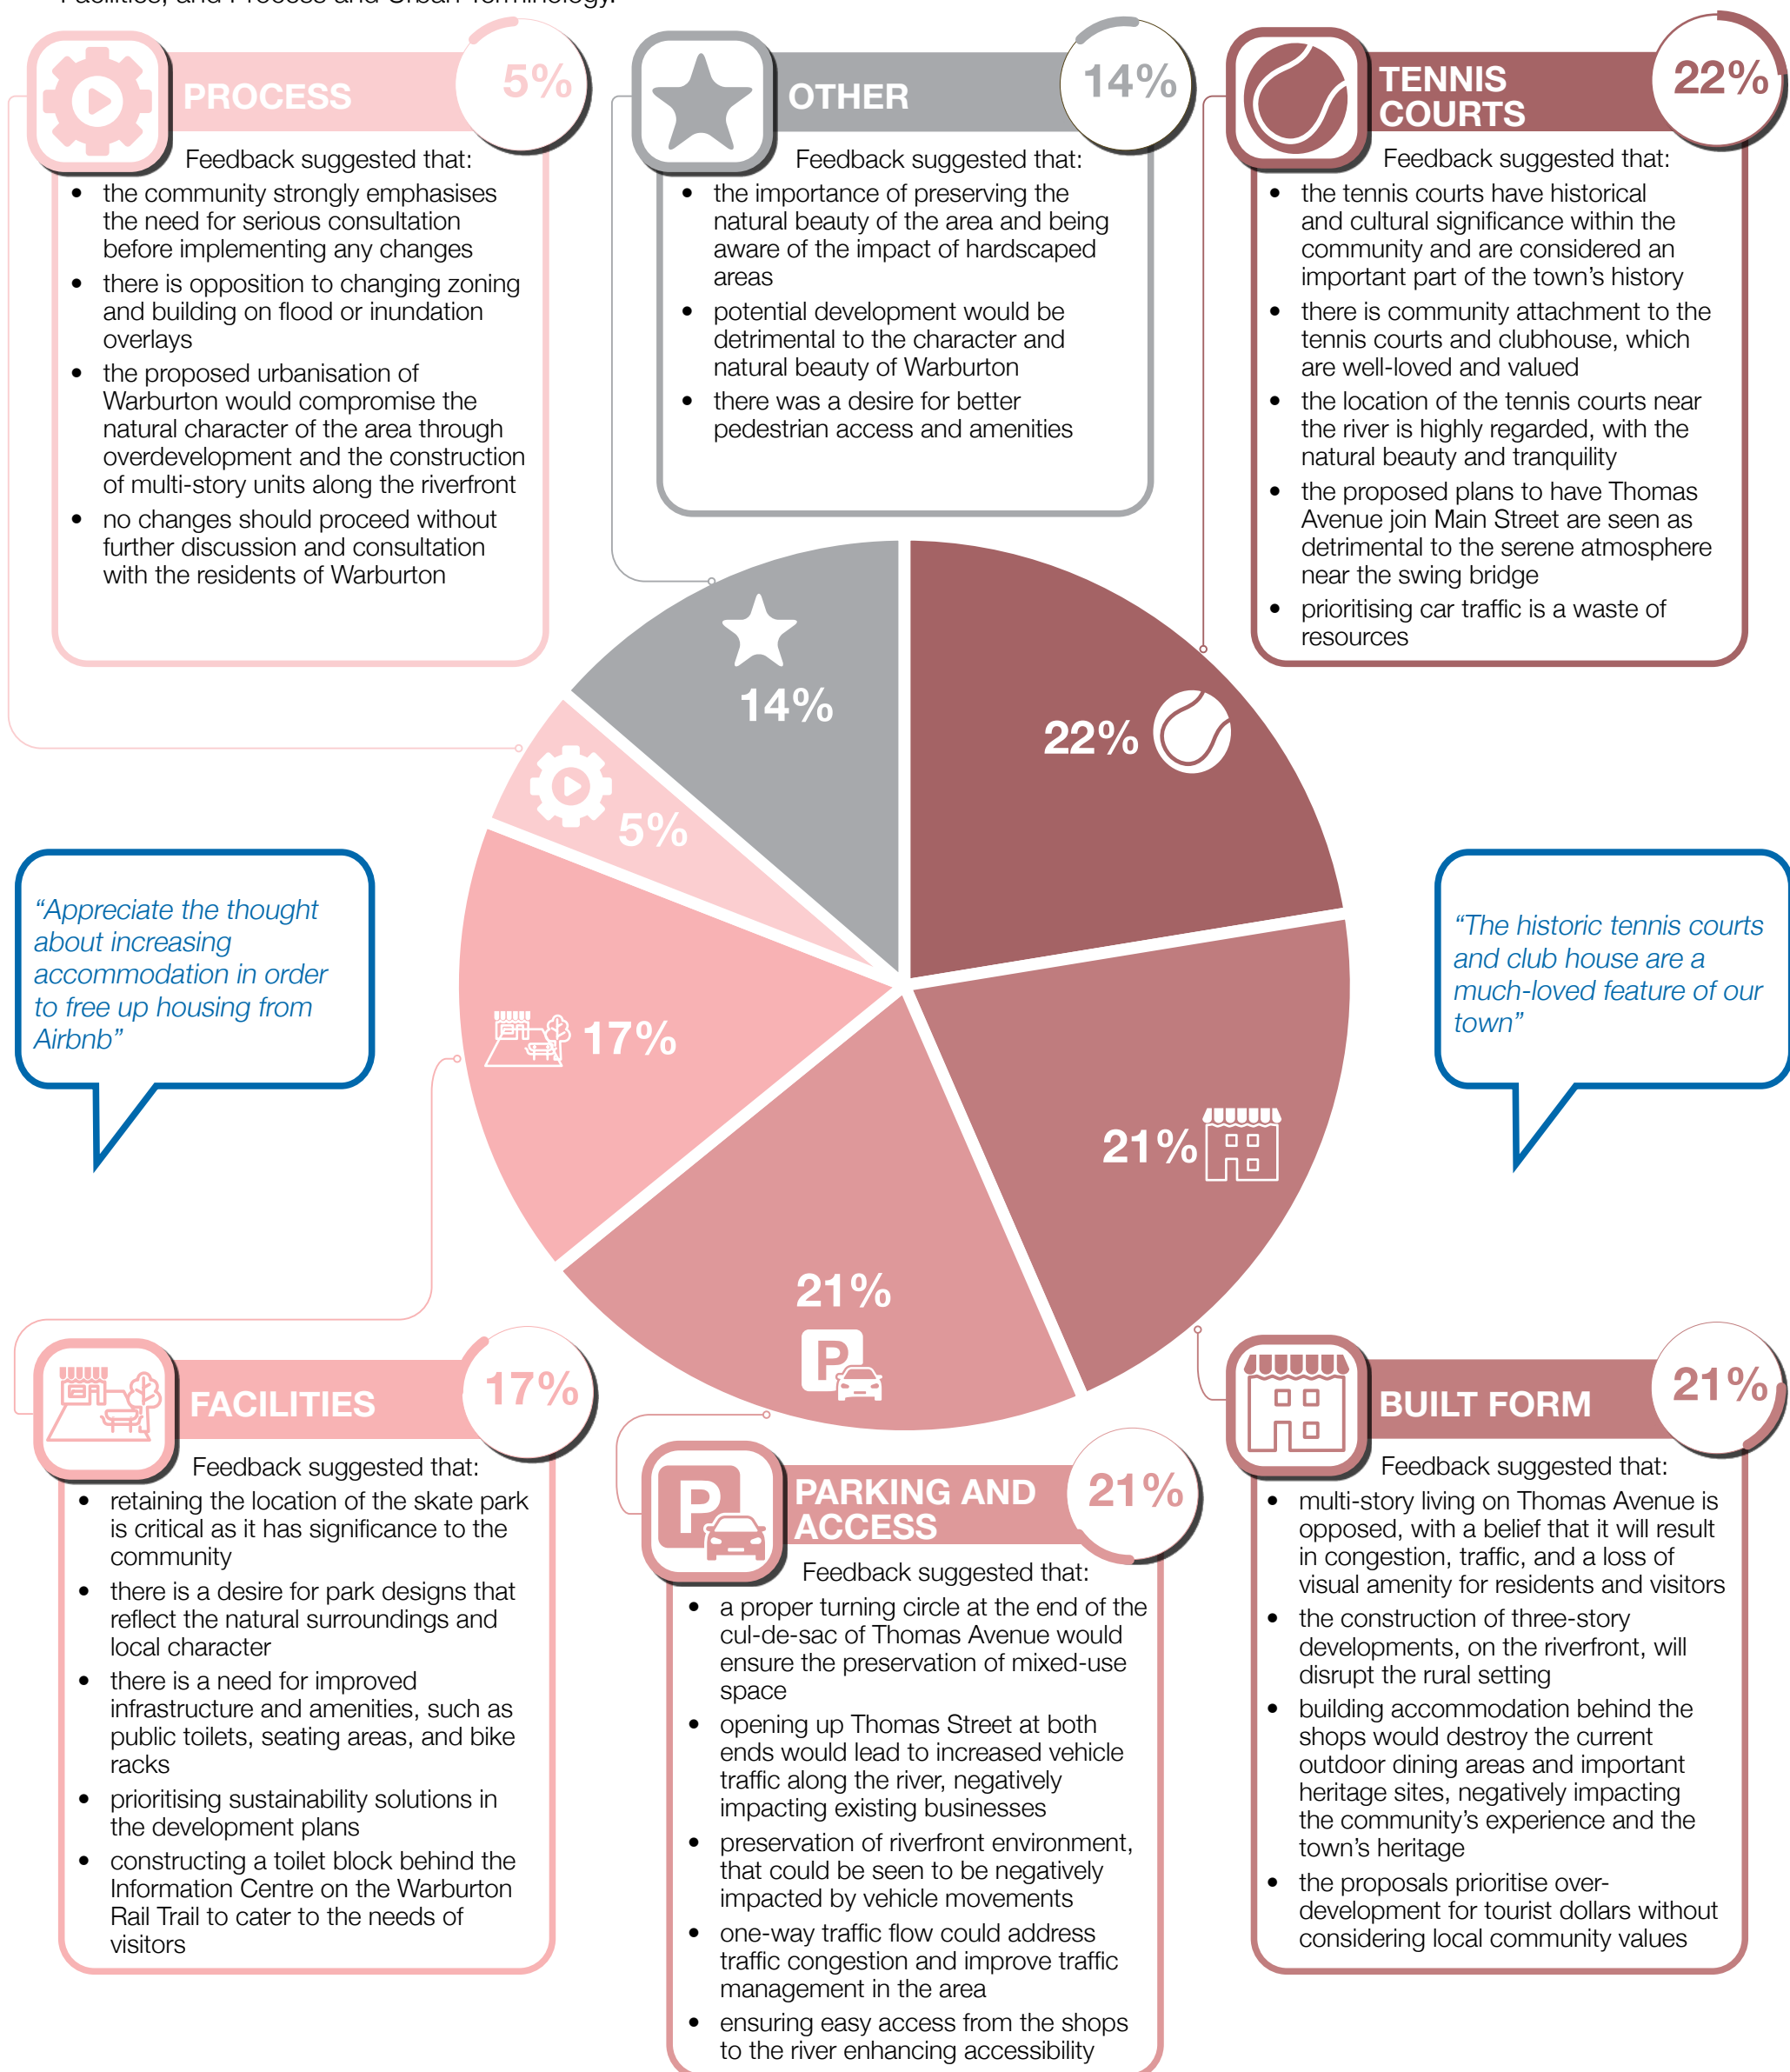 Facilities, and Process and Urban Terminology.
PROCESS
5%
Feedback suggested that:
• the community strongly emphasises
the need for serious consultation
before implementing any changes
• there is opposition to changing zoning
and building on flood or inundation
overlays
• the proposed urbanisation of
Warburton would compromise the
natural character of the area through
overdevelopment and the construction
of multi-story units along the riverfront
• no changes should proceed without
further discussion and consultation
with the residents of Warburton
OTHER
14%
Feedback suggested that:
• the importance of preserving the
natural beauty of the area and being
aware of the impact of hardscaped
areas
• potential development would be
detrimental to the character and
natural beauty of Warburton
• there was a desire for better
pedestrian access and amenities
TENNIS
COURTS
22%
Feedback suggested that:
• the tennis courts have historical
and cultural significance within the
community and are considered an
important part of the town's history
• there is community attachment to the
tennis courts and clubhouse, which
are well-loved and valued
• the location of the tennis courts near
the river is highly regarded, with the
natural beauty and tranquility
• the proposed plans to have Thomas
Avenue join Main Street are seen as
detrimental to the serene atmosphere
near the swing bridge
• prioritising car traffic is a waste of
resources
14%
22%
5%
17%
21%
21%
P
“Appreciate the thought
about increasing
accommodation in order
to free up housing from
Airbnb”
“The historic tennis courts
and club house are a
much-loved feature of our
town”
FACILITIES
17%
Feedback suggested that:
• retaining the location of the skate park
is critical as it has significance to the
community
• there is a desire for park designs that
reflect the natural surroundings and
local character
• there is a need for improved
infrastructure and amenities, such as
public toilets, seating areas, and bike
racks
• prioritising sustainability solutions in
the development plans
• constructing a toilet block behind the
Information Centre on the Warburton
Rail Trail to cater to the needs of
visitors
P
PARKING AND
ACCESS
21%
Feedback suggested that:
• a proper turning circle at the end of the
cul-de-sac of Thomas Avenue would
ensure the preservation of mixed-use
space
• opening up Thomas Street at both
ends would lead to increased vehicle
traffic along the river, negatively
impacting existing businesses
• preservation of riverfront environment,
that could be seen to be negatively
impacted by vehicle movements
• one-way traffic flow could address
traffic congestion and improve traffic
management in the area
• ensuring easy access from the shops
to the river enhancing accessibility
BUILT FORM
21%
Feedback suggested that:
• multi-story living on Thomas Avenue is
opposed, with a belief that it will result
in congestion, traffic, and a loss of
visual amenity for residents and visitors
• the construction of three-story
developments, on the riverfront, will
disrupt the rural setting
• building accommodation behind the
shops would destroy the current
outdoor dining areas and important
heritage sites, negatively impacting
the community's experience and the
town's heritage
• the proposals prioritise over-
development for tourist dollars without
considering local community values